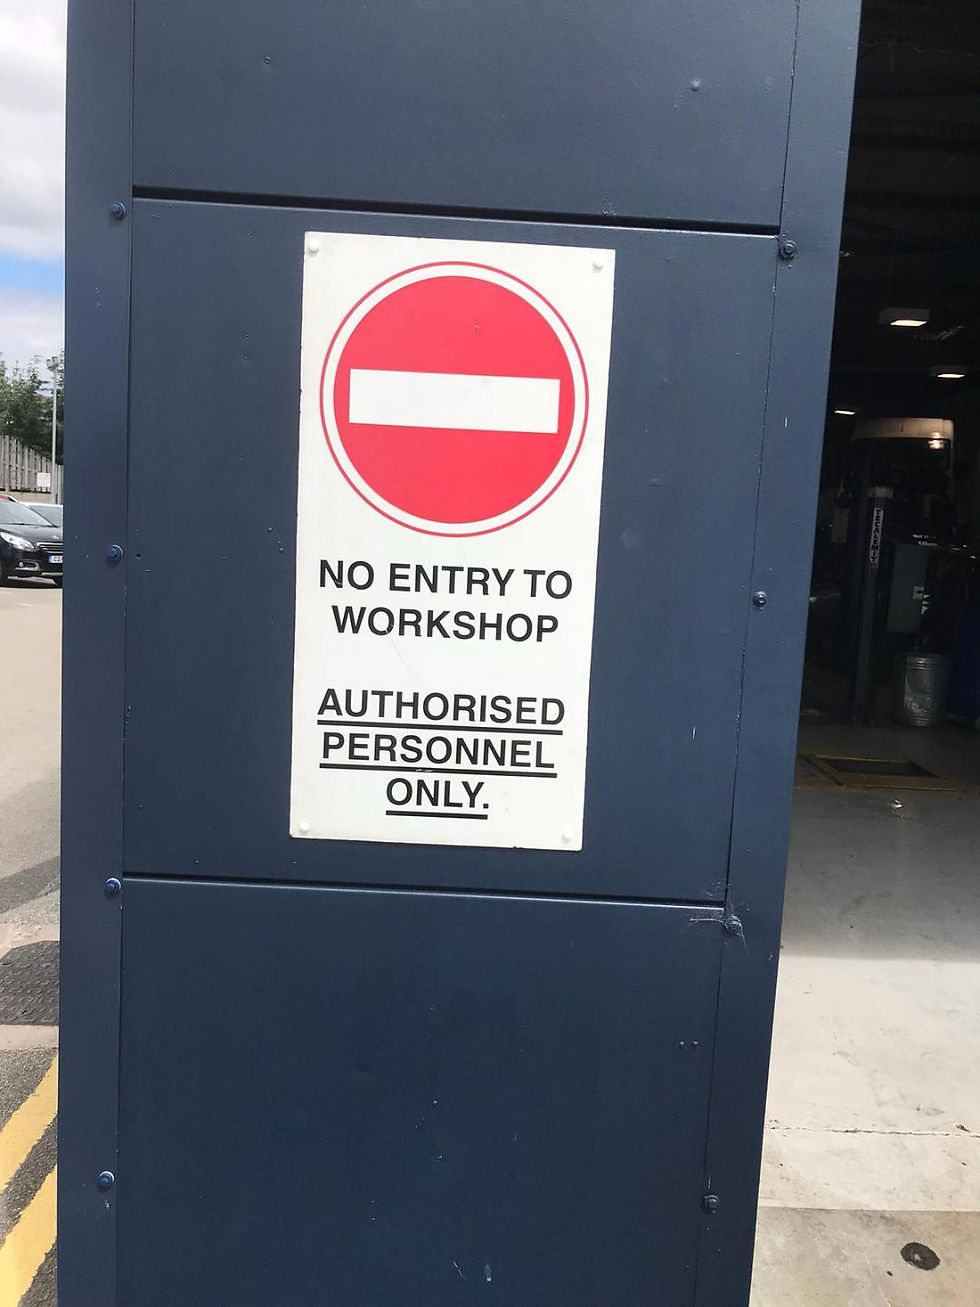 NO ENTRY TO
WORKSHOP
AUTHORISED
PERSONNEL
ONLY.